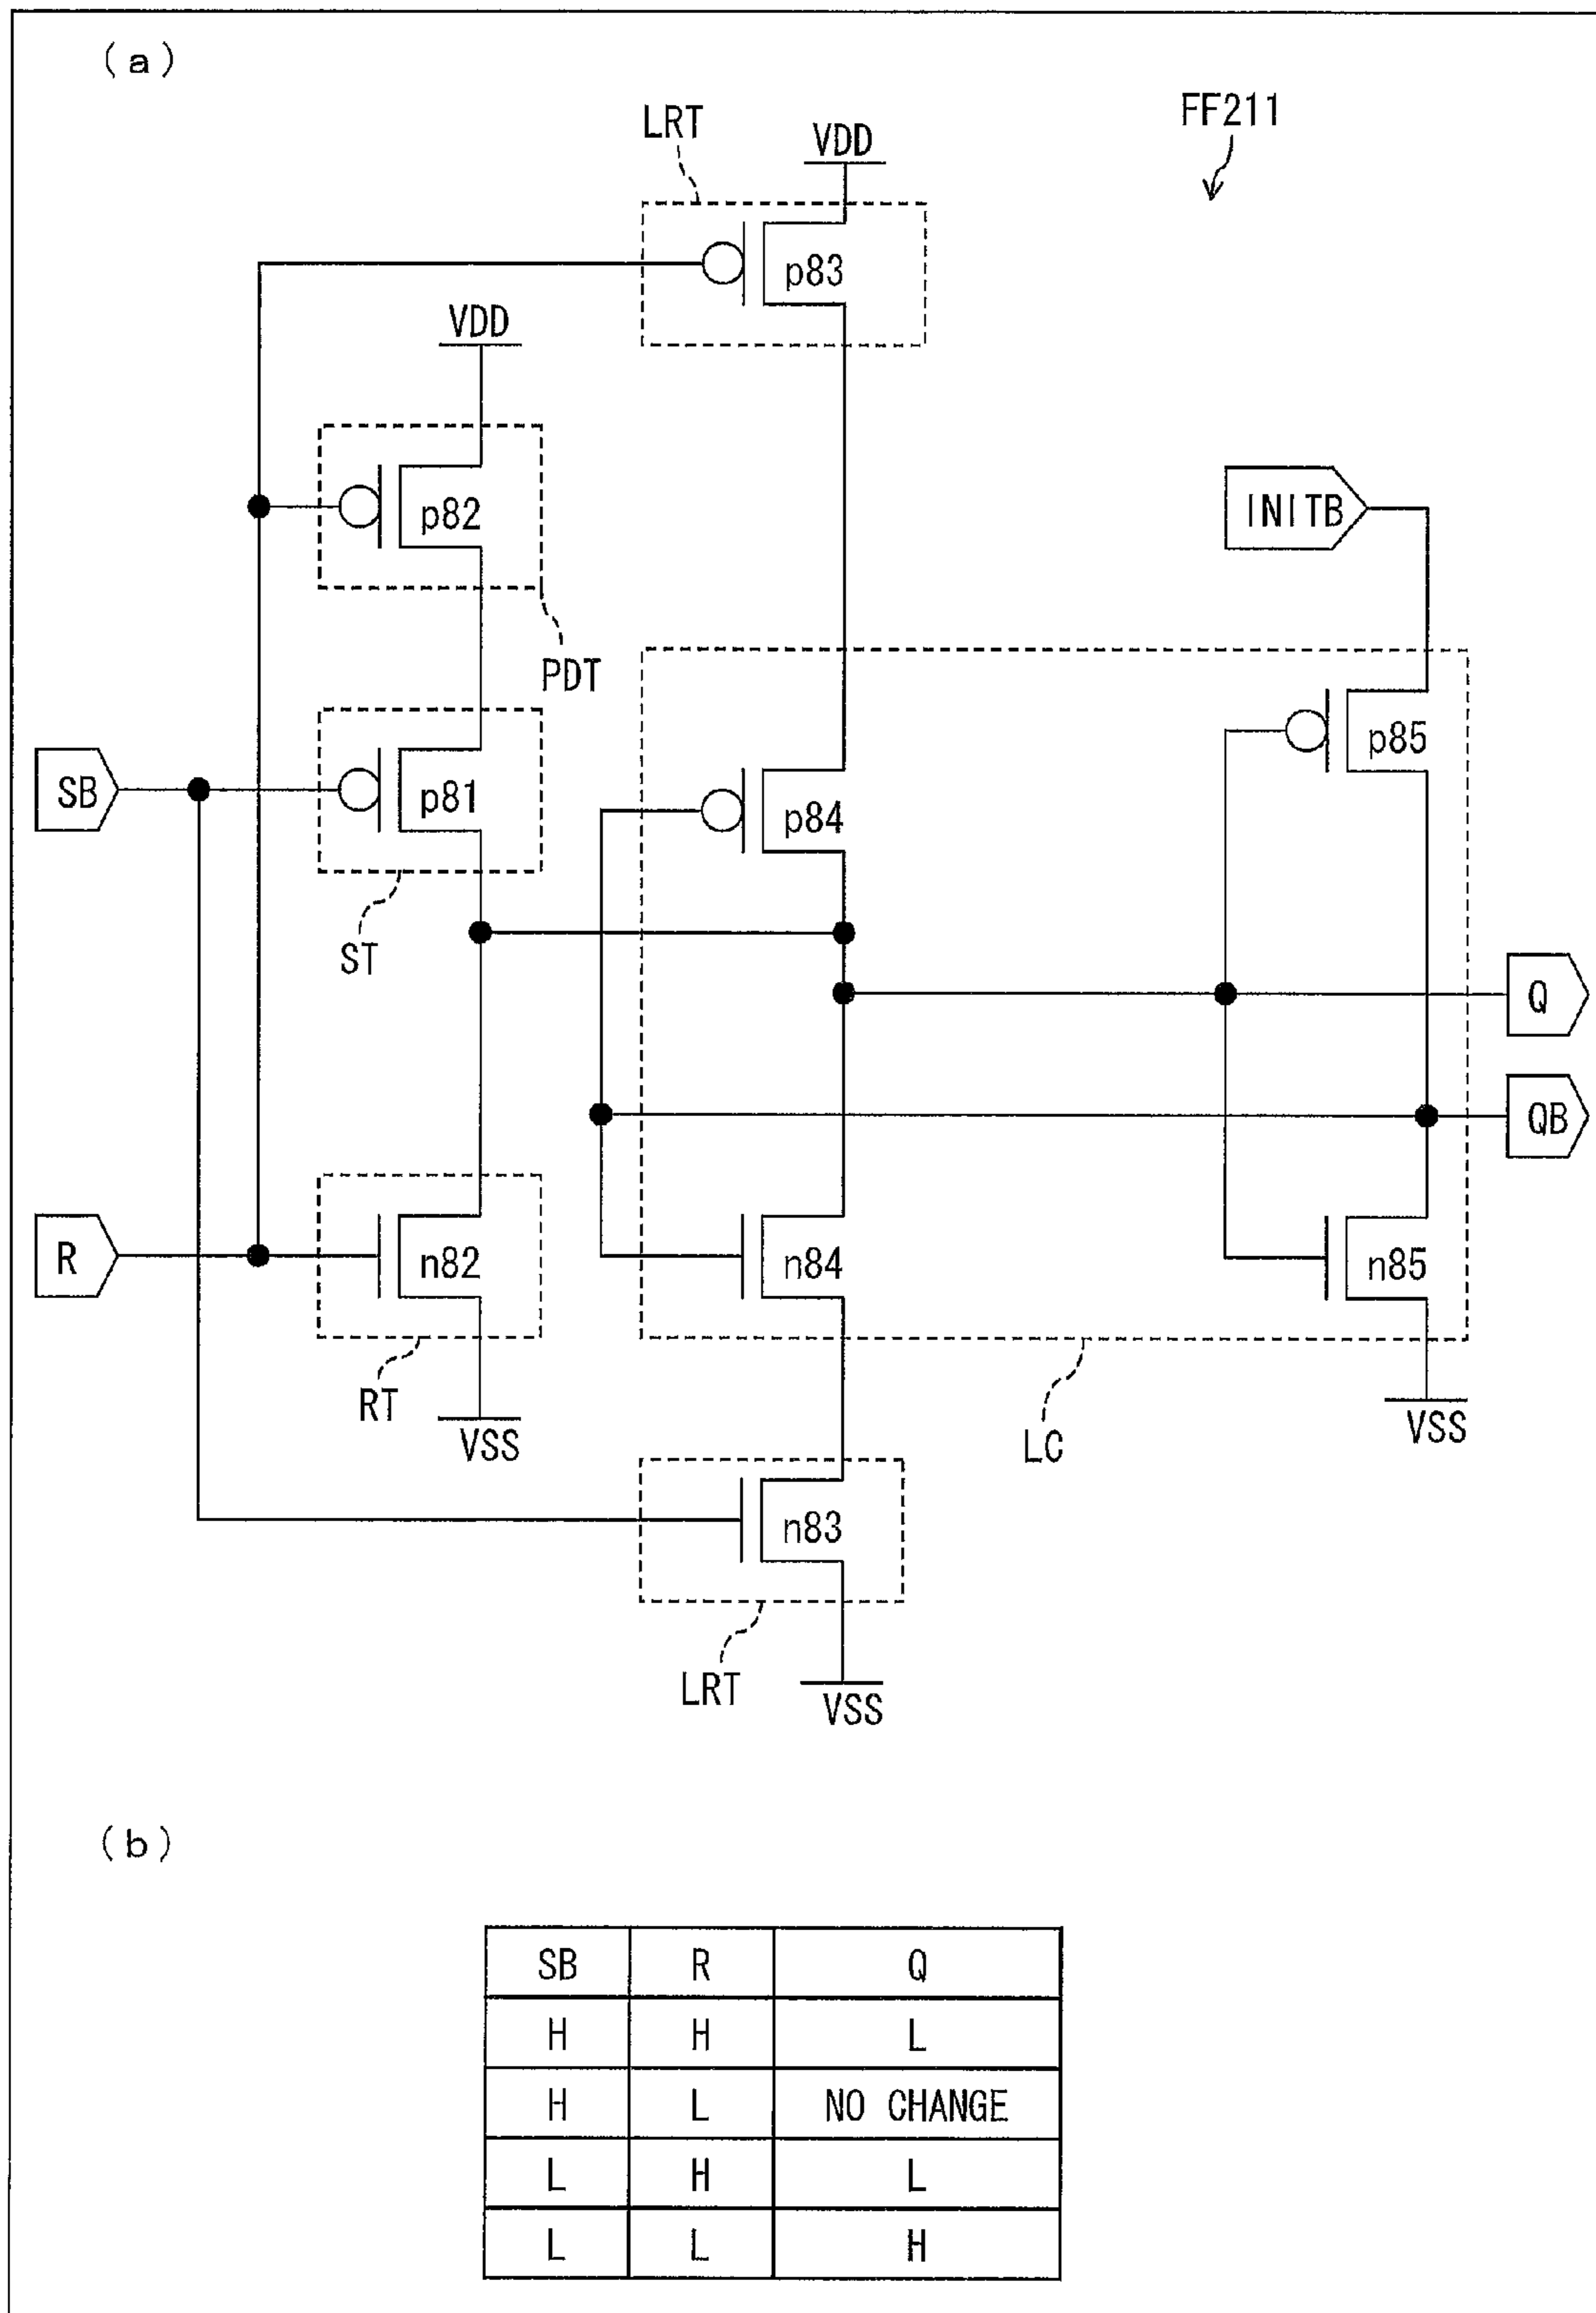 (a)
FF211
LRT
VDD
p83
VDD
p82
INITB
PDT
p85
SB
p81
p84
ST
Q
QB
R
n82
n84
n85
RT
VSS
LC
VSS
n83
LRT
VSS
(b)
SB R Q
H H L
H L NO CHANGE
L H L
L L H